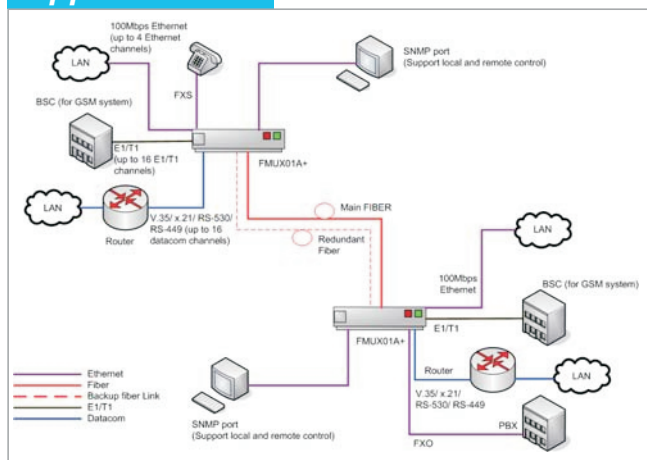 100Mbps Ethernet
(up to 4 Ethernet
channels)
LAN
FXS
SNMP port
(Support local and remote control)
BSC (for GSM system)
E1/T1
(up to 16 E1/T1
channels)
FMUX01A+
LAN
Router
V.35/ x.21/ RS-530/
RS-449 (up to 16
datacom channels)
Main FIBER
Redundant
Fiber
LAN
100Mbps
Ethernet
BSC (for GSM system)
FMUX01A+
E1/T1
Router
LAN
V.35/ x.21/
RS-530/ RS-449
PBX
FXO
SNMP port
(Support local and remote control)
Ethernet
Fiber
Backup fiber Link
E1/T1
Datacom